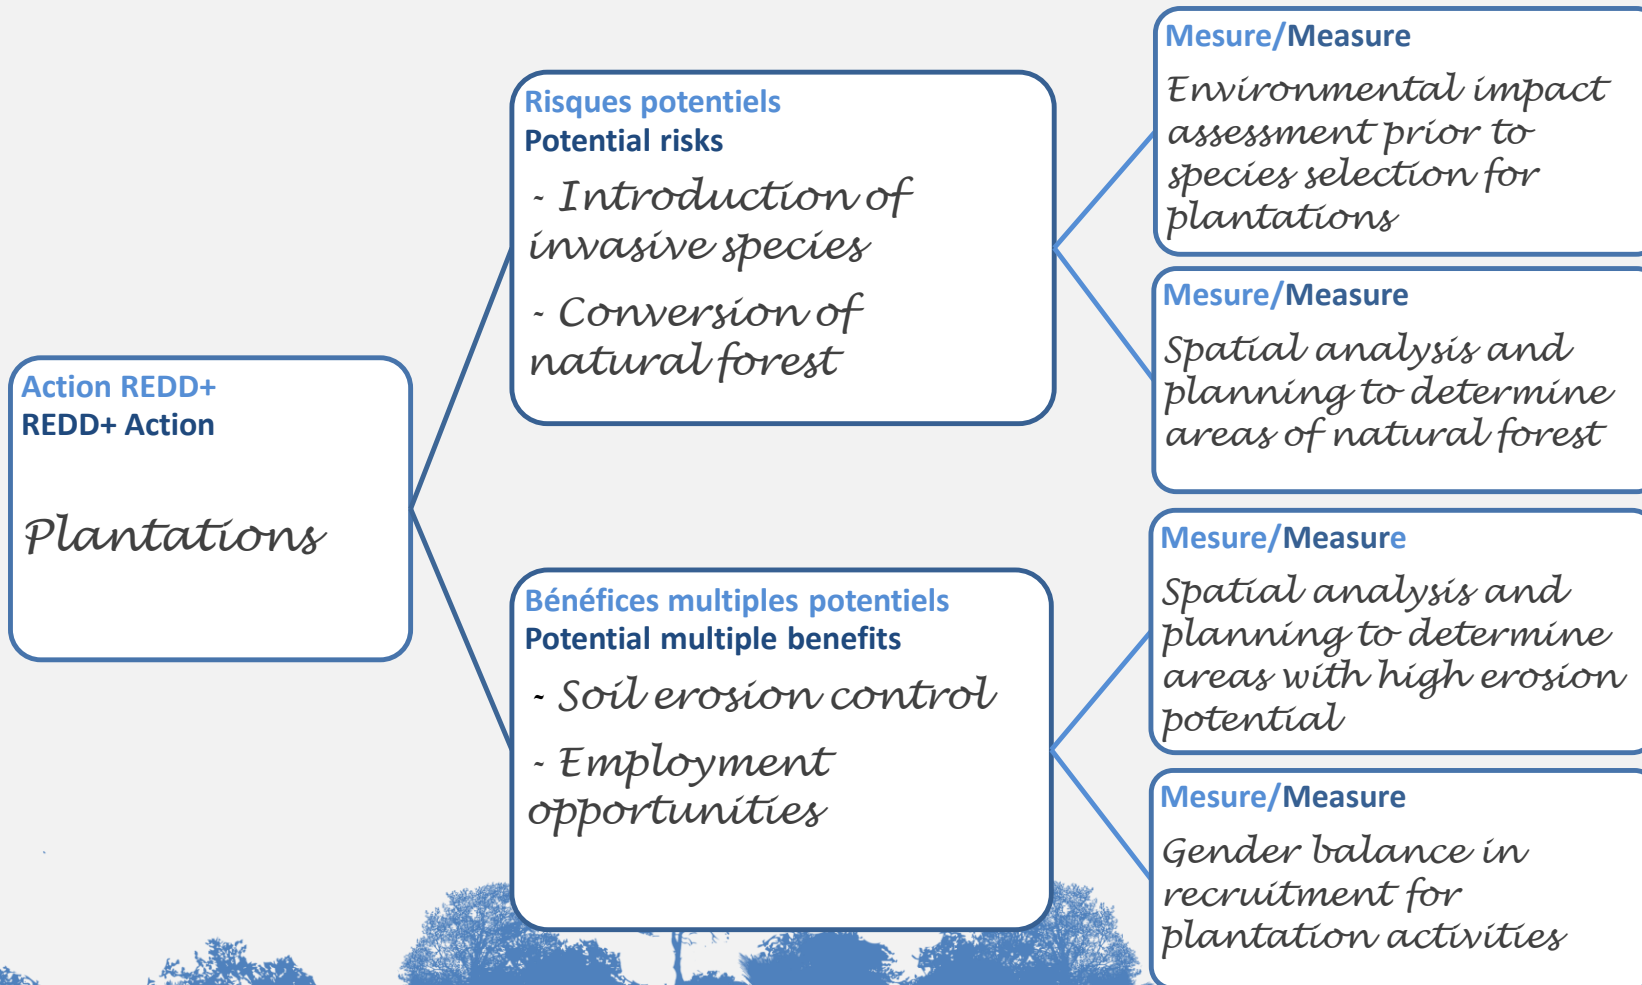 Action REDD+
REDD+ Action
Plantations
Risques potentiels
Potential risks
- Introduction of
invasive species
- Conversion of
natural forest
Bénéfices multiples potentiels
Potential multiple benefits
- Soil erosion control
- Employment
opportunities
Mesure/Measure
Environmental impact
assessment prior to
species selection for
plantations
Mesure/Measure
Spatial analysis and
planning to determine
areas of natural forest
Mesure/Measure
Spatial analysis and
planning to determine
areas with high erosion
potential
Mesure/Measure
Gender balance in
recruitment for
plantation activities